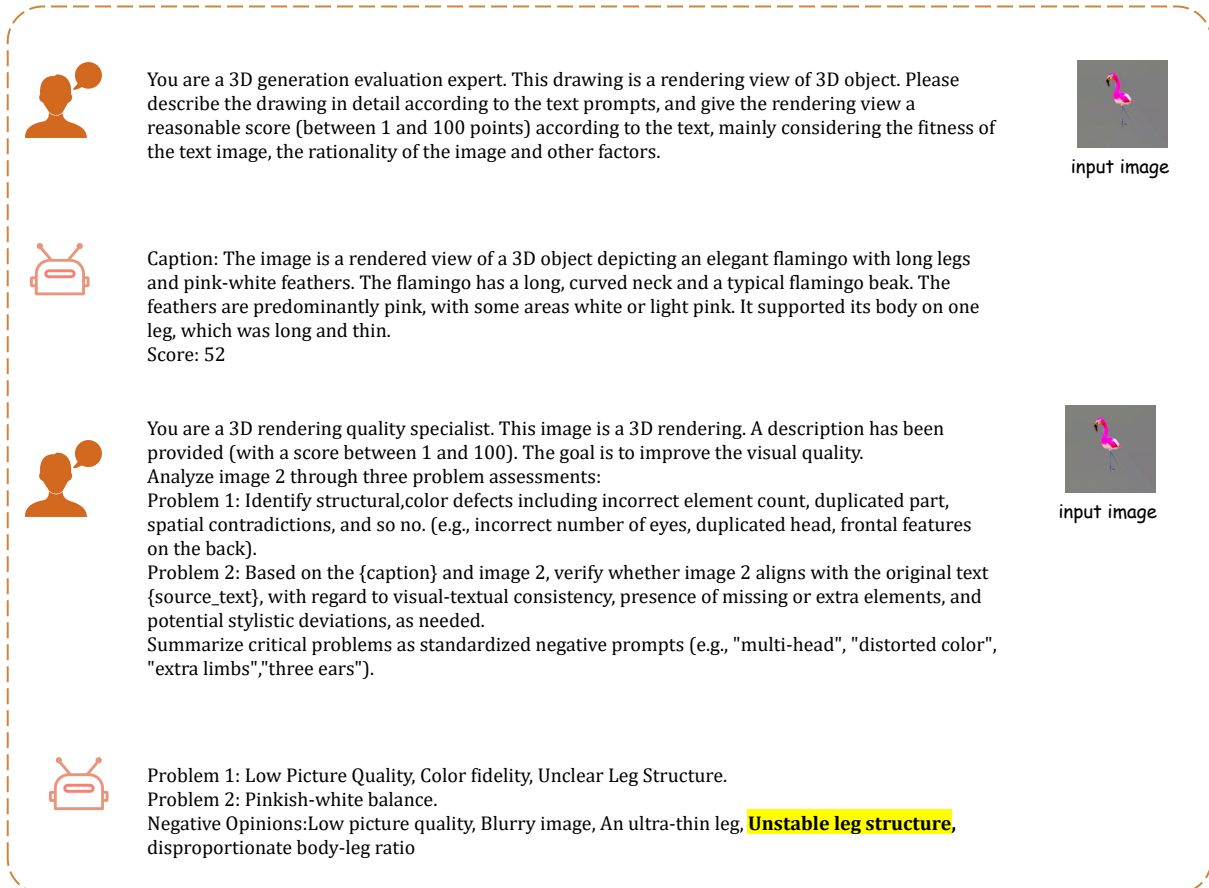 You are a 3D generation evaluation expert. This drawing is a rendering view of 3D object. Please
describe the drawing in detail according to the text prompts, and give the rendering view a
reasonable score (between 1 and 100 points) according to the text, mainly considering the fitness of
the text image, the rationality of the image and other factors.
input image
Caption: The image is a rendered view of a 3D object depicting an elegant flamingo with long legs
and pink-white feathers. The flamingo has a long, curved neck and a typical flamingo beak. The
feathers are predominantly pink, with some areas white or light pink. It supported its body on one
leg, which was long and thin.
Score: 52
You are a 3D rendering quality specialist. This image is a 3D rendering. A description has been
provided (with a score between 1 and 100). The goal is to improve the visual quality.
Analyze image 2 through three problem assessments:
Problem 1: Identify structural,color defects including incorrect element count, duplicated part,
spatial contradictions, and so no. (e.g., incorrect number of eyes, duplicated head, frontal features
on the back).
Problem 2: Based on the {caption} and image 2, verify whether image 2 aligns with the original text
{source_text}, with regard to visual-textual consistency, presence of missing or extra elements, and
potential stylistic deviations, as needed.
Summarize critical problems as standardized negative prompts (e.g., "multi-head", "distorted color",
"extra limbs","three ears").
input image
Problem 1: Low Picture Quality, Color fidelity, Unclear Leg Structure.
Problem 2: Pinkish-white balance.
Negative Opinions:Low picture quality, Blurry image, An ultra-thin leg, Unstable leg structure,
disproportionate body-leg ratio